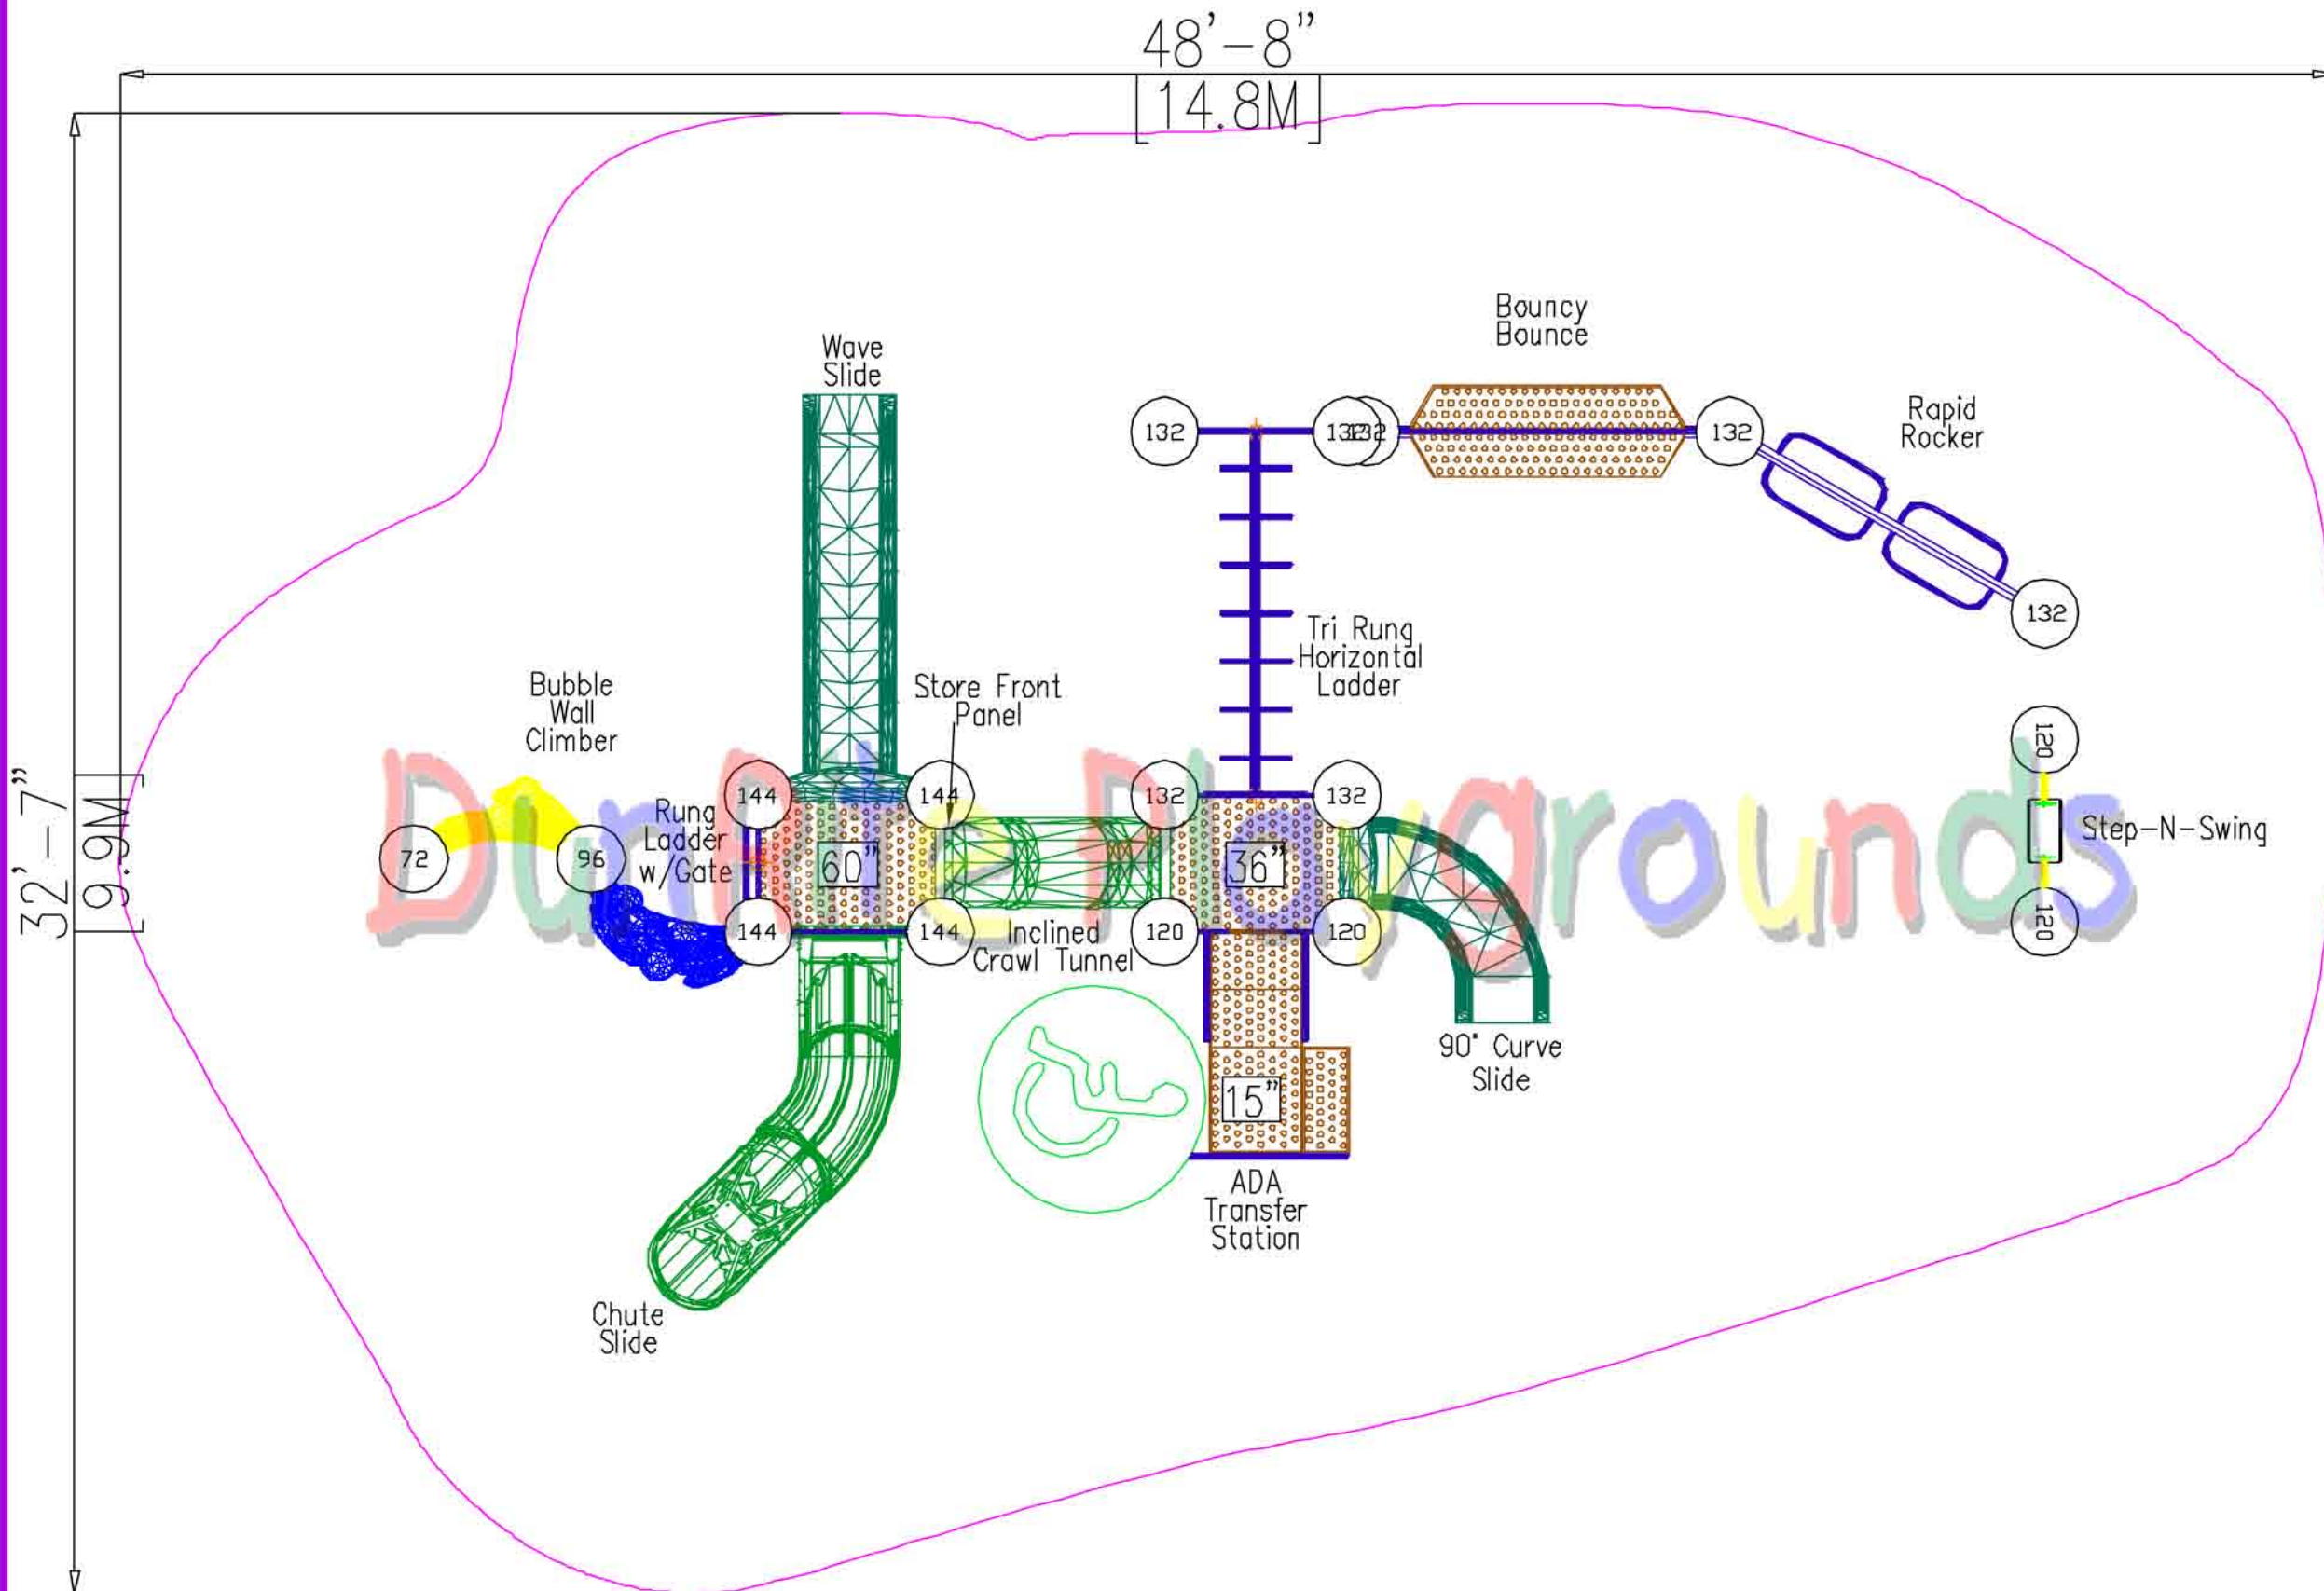 48'-8"
[14.8M]
32'-7"
9.9M
Bouncy
Bounce
Wave
Slide
Rapid
Rocker
132
132
132
132
132
Tri Rung
Horizontal
Ladder
Bubble
Wall
Climber
Store Front
Panel
120
144
144
132
132
Dunrite Playgrounds
Rung
Ladder
w/Gate
Step-N-Swing
72
96
60"
36"
144
144
120
120
120
Inclined
Crawl Tunnel
90° Curve
Slide
15"
ADA
Transfer
Station
Chute
Slide